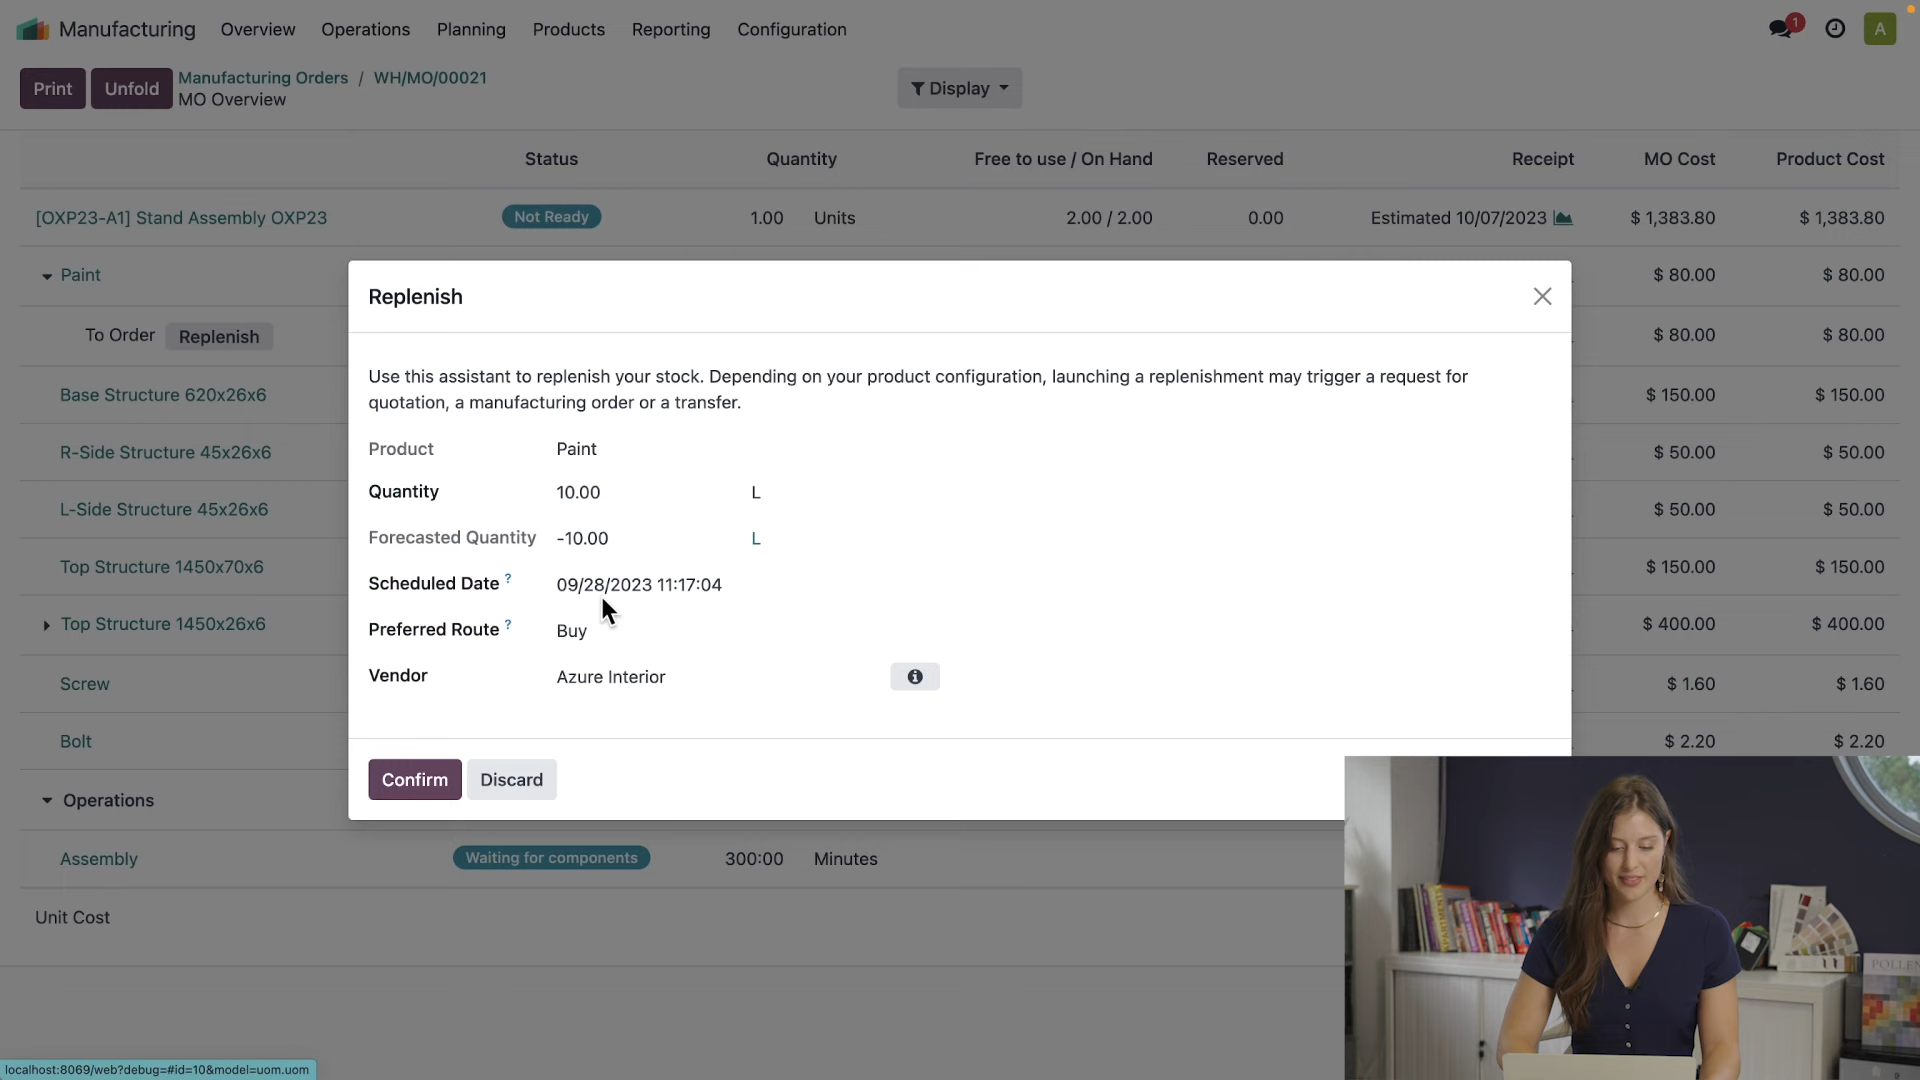 Manufacturing Overview Operations Planning Products Reporting Configuration 1 A
Print Unfold Manufacturing Orders / WH/MO/00021
MO Overview
Display
Status Quantity Free to use / On Hand Reserved Receipt MO Cost Product Cost
[OXP23-A1] Stand Assembly OXP23 Not Ready 1.00 Units 2.00 / 2.00 0.00 Estimated 10/07/2023 $ 1,383.80 $ 1,383.80
Paint $ 80.00 $ 80.00
To Order Replenish $ 80.00 $ 80.00
Base Structure 620x26x6 $ 150.00 $ 150.00
R-Side Structure 45x26x6 $ 50.00 $ 50.00
L-Side Structure 45x26x6 $ 50.00 $ 50.00
Top Structure 1450x70x6 $ 150.00 $ 150.00
Top Structure 1450x26x6 $ 400.00 $ 400.00
Screw $ 1.60 $ 1.60
Bolt $ 2.20 $ 2.20
Operations
Assembly Waiting for components 300:00 Minutes
Unit Cost
Replenish
Use this assistant to replenish your stock. Depending on your product configuration, launching a replenishment may trigger a request for
quotation, a manufacturing order or a transfer.
Product Paint
Quantity 10.00 L
Forecasted Quantity -10.00 L
Scheduled Date ? 09/28/2023 11:17:04
Preferred Route ? Buy
Vendor Azure Interior
Confirm Discard
POLLEN
localhost:8069/web?debug=#id=10&model=uom.uom